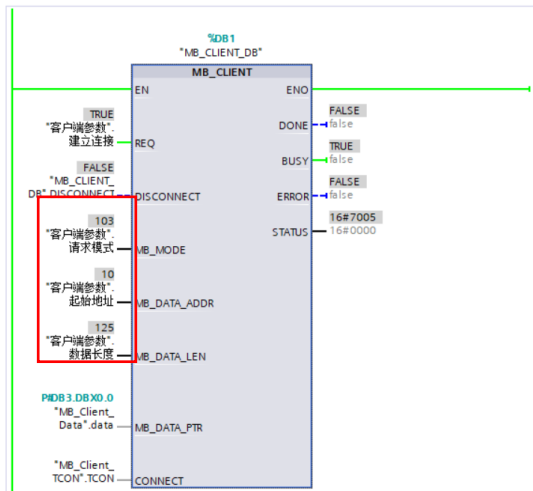 %DB1
"MB_CLIENT_DB"
MB_CLIENT
EN
ENO
TRUE
"客户端参数".
建立连接
REQ
FALSE
DONE
false
TRUE
BUSY
false
FALSE
"MB_CLIENT_
DB".DISCONNECT
DISCONNECT
FALSE
ERROR
false
103
"客户端参数".
请求模式
MB_MODE
16#7005
STATUS
16#0000
10
"客户端参数".
起始地址
MB_DATA_ADDR
125
"客户端参数".
数据长度
MB_DATA_LEN
P#DB3.DBX0.0
"MB_Client_
Data".data
MB_DATA_PTR
"MB_Client_
TCON".TCON
CONNECT